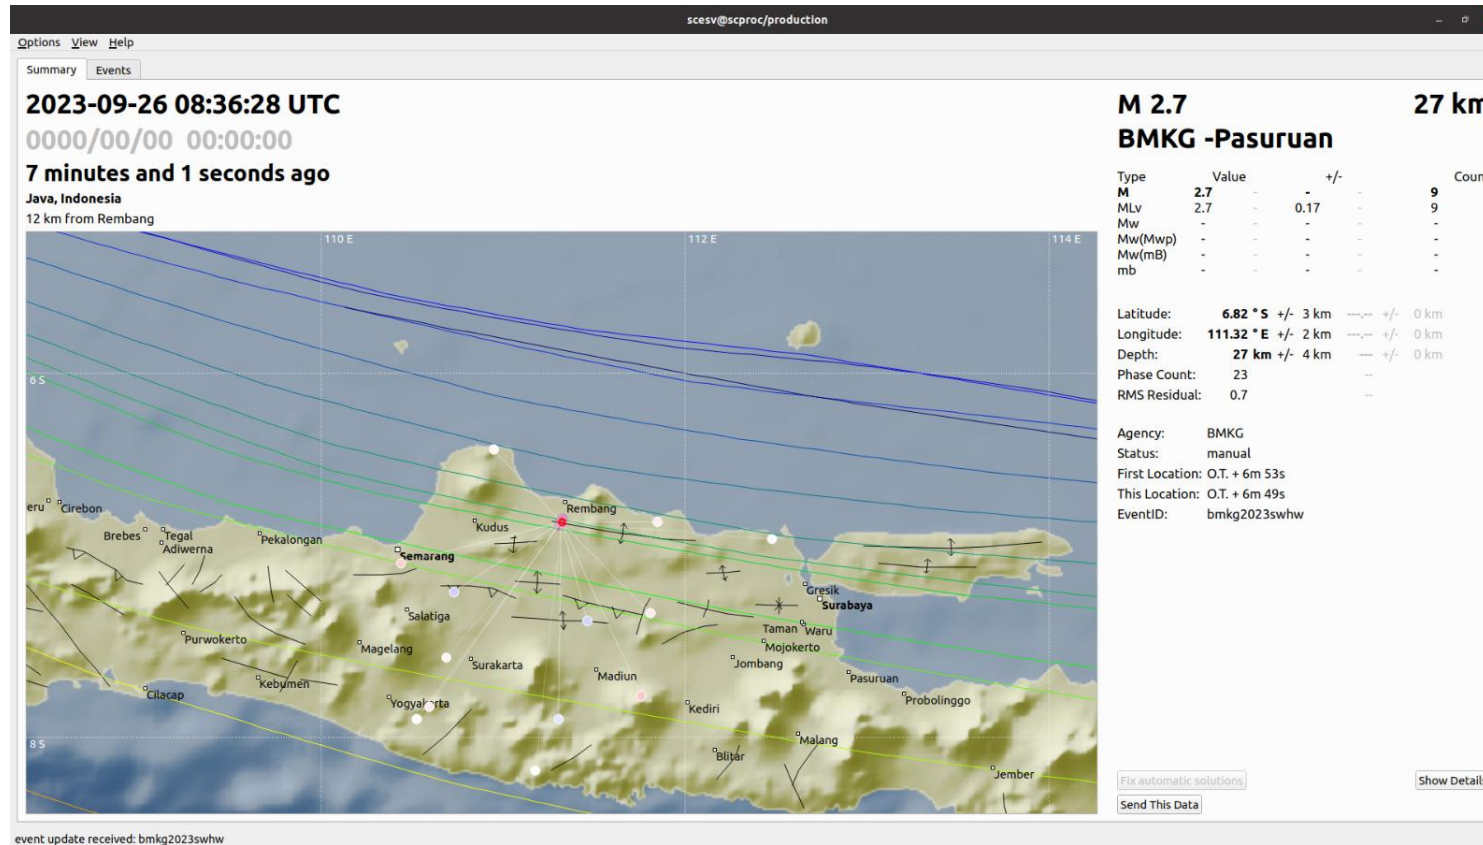 scesv@scproc/production
Options View Help
Summary Events
2023-09-26 08:36:28 UTC
0000/00/00 00:00:00
7 minutes and 1 seconds ago
Java, Indonesia
12 km from Rembang
110 E 112 E 114 E
6 S
Rembang
Cirebon
Kudus
Brebes Tegal
Adiwerna
Pekalongan
Semarang
Gresik
Surabaya
Salatiga
Taman Waru
Purwokerto
Magelang
Mojokerto
Surakarta
Jombang
Madiun
Pasuruan
Kebumen
Cilacap
Probolinggo
Yogyakarta
Kediri
8 S
Malang
Blitar
Jember
M 2.7 27 km
BMKG -Pasuruan
Type Value +/- Coun
M 2.7 - - - 9
MLv 2.7 - 0.17 - 9
Mw - - - - -
Mw(Mwp) - - - - -
Mw(mB) - - - - -
mb - - - - -
Latitude: 6.82 ° S +/- 3 km ---.-- +/- 0 km
Longitude: 111.32 ° E +/- 2 km ---.-- +/- 0 km
Depth: 27 km +/- 4 km --- +/- 0 km
Phase Count: 23 --
RMS Residual: 0.7 --
Agency: BMKG
Status: manual
First Location: O.T. + 6m 53s
This Location: O.T. + 6m 49s
EventID: bmkg2023swhw
Fix automatic solutions Show Details
Send This Data
event update received: bmkg2023swhw